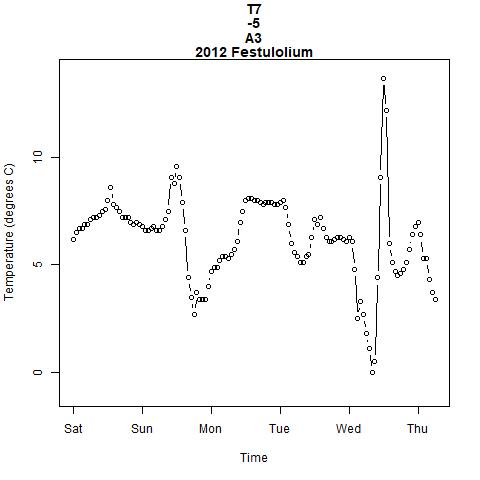 T7
-5
A3
2012 Festulolium
Temperature (degrees C)
10
5
0
Sat Sun Mon Tue Wed Thu
Time